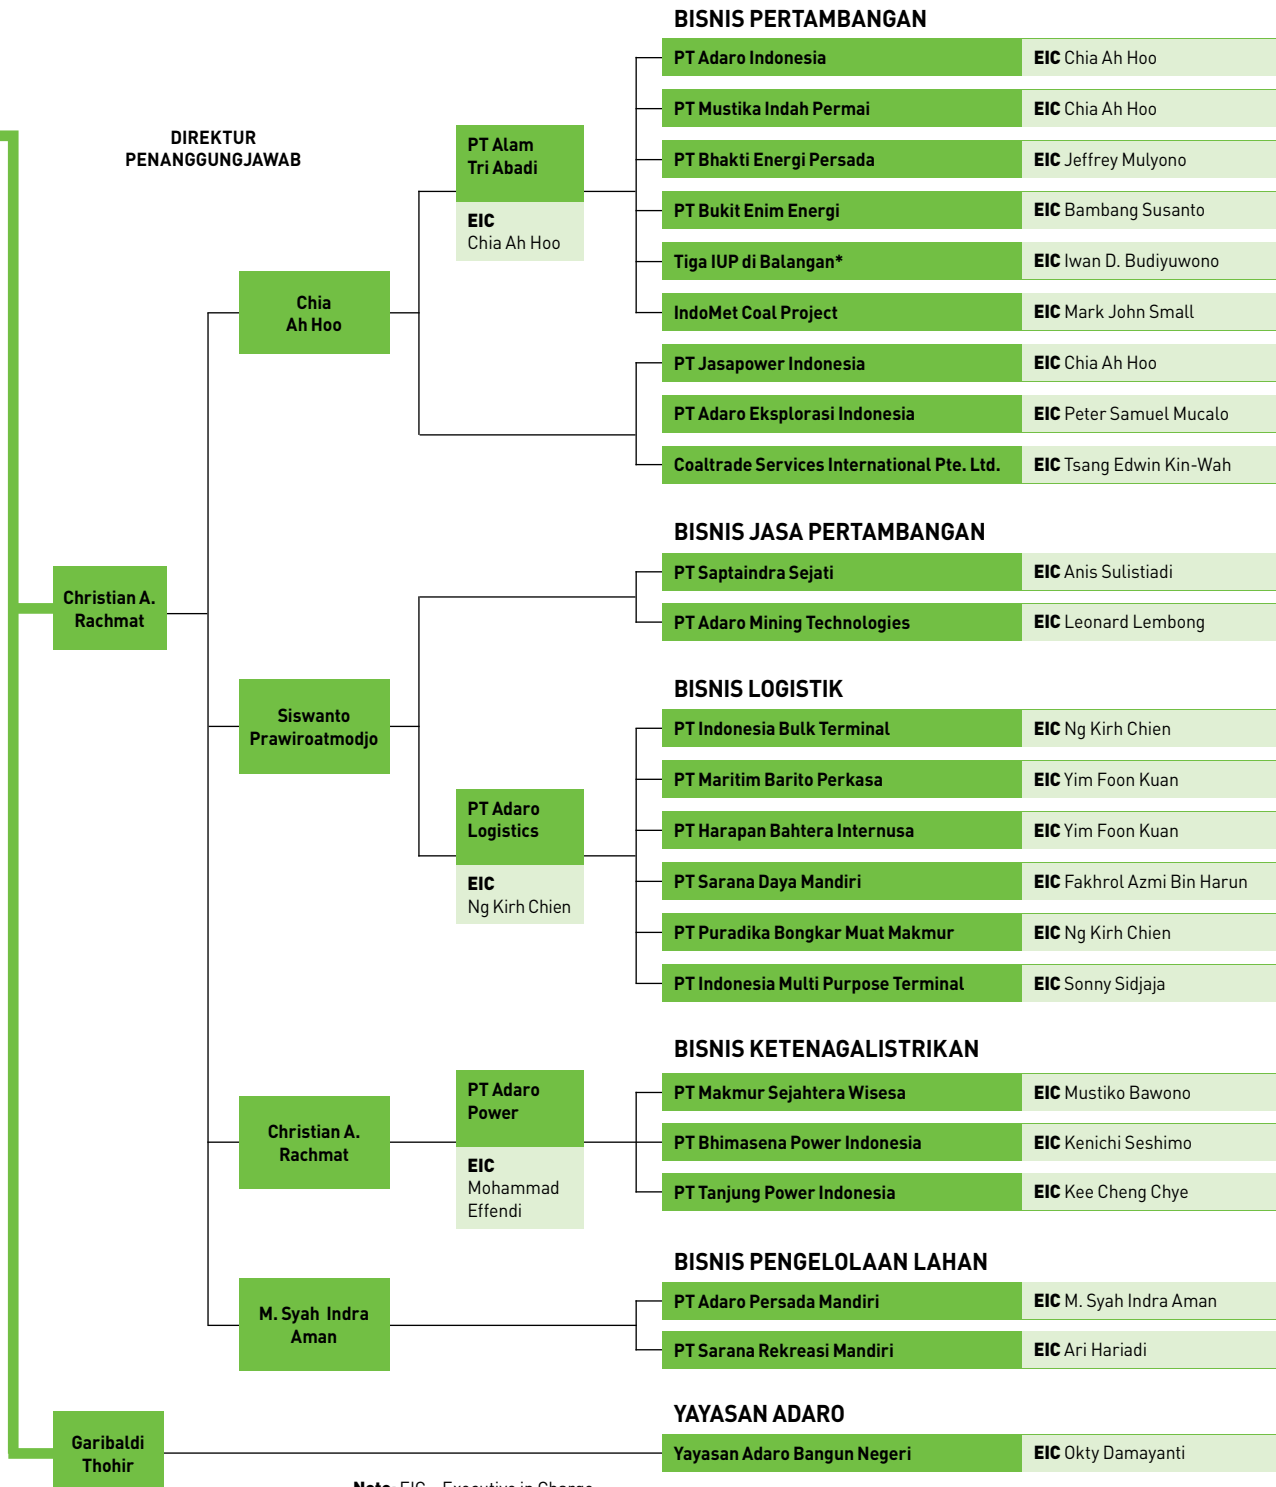 BISNIS PERTAMBANGAN
PT Adaro Indonesia EIC Chia Ah Hoo
PT Mustika Indah Permai EIC Chia Ah Hoo
DIREKTUR
PENANGGUNGJAWAB
PT Alam
Tri Abadi
EIC
Chia Ah Hoo
PT Bhakti Energi Persada EIC Jeffrey Mulyono
PT Bukit Enim Energi EIC Bambang Susanto
Tiga IUP di Balangan* EIC Iwan D. Budiyuwono
Chia
Ah Hoo
IndoMet Coal Project EIC Mark John Small
PT Jasapower Indonesia EIC Chia Ah Hoo
PT Adaro Eksplorasi Indonesia EIC Peter Samuel Mucalo
Coaltrade Services International Pte. Ltd. EIC Tsang Edwin Kin-Wah
BISNIS JASA PERTAMBANGAN
PT Saptaindra Sejati EIC Anis Sulistiadi
Christian A.
Rachmat
PT Adaro Mining Technologies EIC Leonard Lembong
BISNIS LOGISTIK
Siswanto
Prawiroatmodjo
PT Indonesia Bulk Terminal EIC Ng Kirh Chien
PT Maritim Barito Perkasa EIC Yim Foon Kuan
PT Adaro
Logistics
EIC
Ng Kirh Chien
PT Harapan Bahtera Internusa EIC Yim Foon Kuan
PT Sarana Daya Mandiri EIC Fakhrol Azmi Bin Harun
PT Puradika Bongkar Muat Makmur EIC Ng Kirh Chien
PT Indonesia Multi Purpose Terminal EIC Sonny Sidjaja
BISNIS KETENAGALISTRIKAN
PT Adaro
Power
EIC
Mohammad
Effendi
PT Makmur Sejahtera Wisesa EIC Mustiko Bawono
Christian A.
Rachmat
PT Bhimasena Power Indonesia EIC Kenichi Seshimo
PT Tanjung Power Indonesia EIC Kee Cheng Chye
BISNIS PENGELOLAAN LAHAN
M. Syah Indra
Aman
PT Adaro Persada Mandiri EIC M. Syah Indra Aman
PT Sarana Rekreasi Mandiri EIC Ari Hariadi
YAYASAN ADARO
Garibaldi
Thohir
Yayasan Adaro Bangun Negeri EIC Okty Damayanti